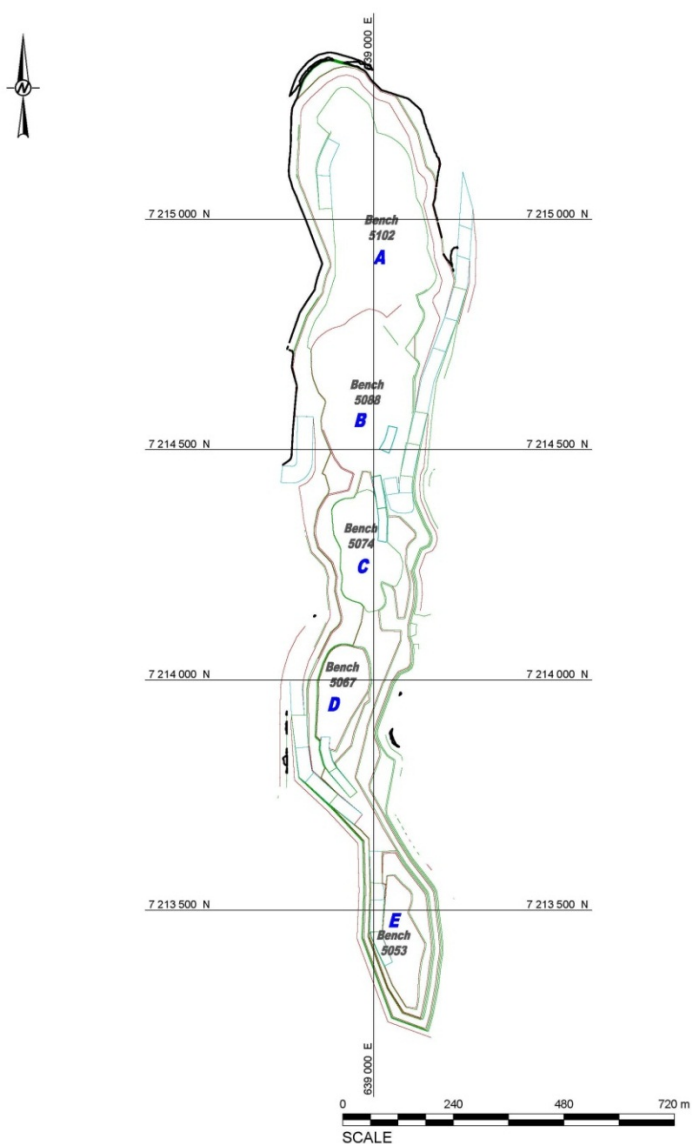 N
639 000 E
7 215 000 N
7 215 000 N
Bench
5102
A
Bench
5088
B
7 214 500 N
7 214 500 N
Bench
5074
C
7 214 000 N
7 214 000 N
Bench
5067
D
7 213 500 N
7 213 500 N
E
Bench
5053
639 000 E
0 240 480 720 m
SCALE